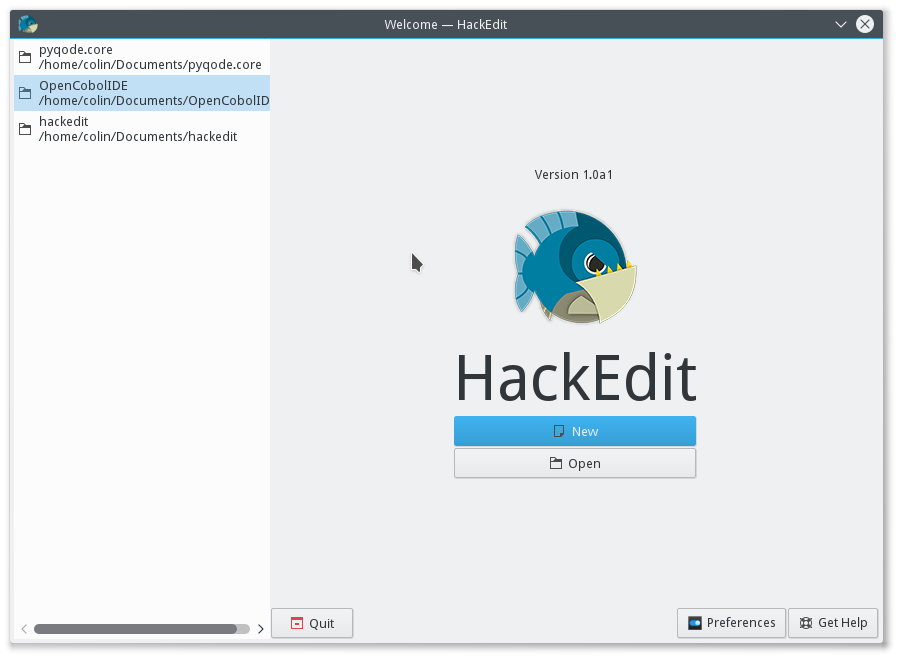 Welcome — HackEdit
pyqode.core
/home/colin/Documents/pyqode.core
OpenCobolIDE
/home/colin/Documents/OpenCobolID
hackedit
/home/colin/Documents/hackedit
Version 1.0a1
HackEdit
New
Open
Quit
Preferences
Get Help